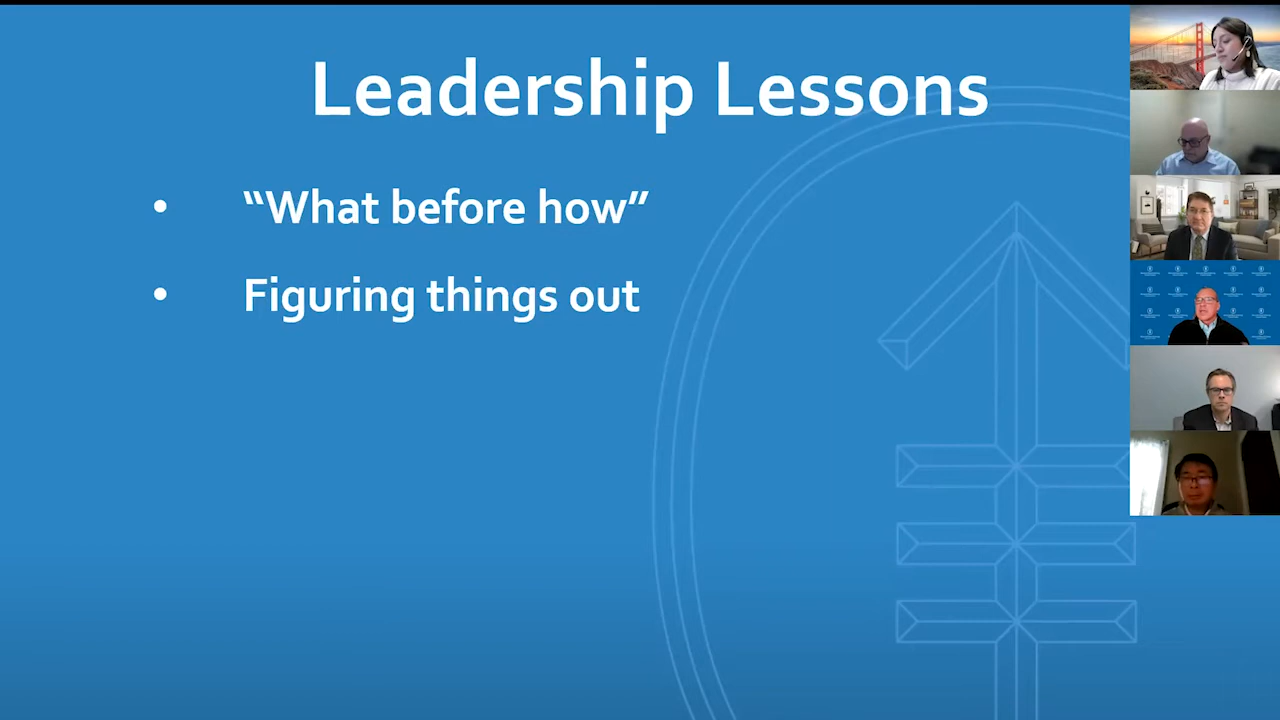 Leadership Lessons
• “What before how”
• Figuring things out